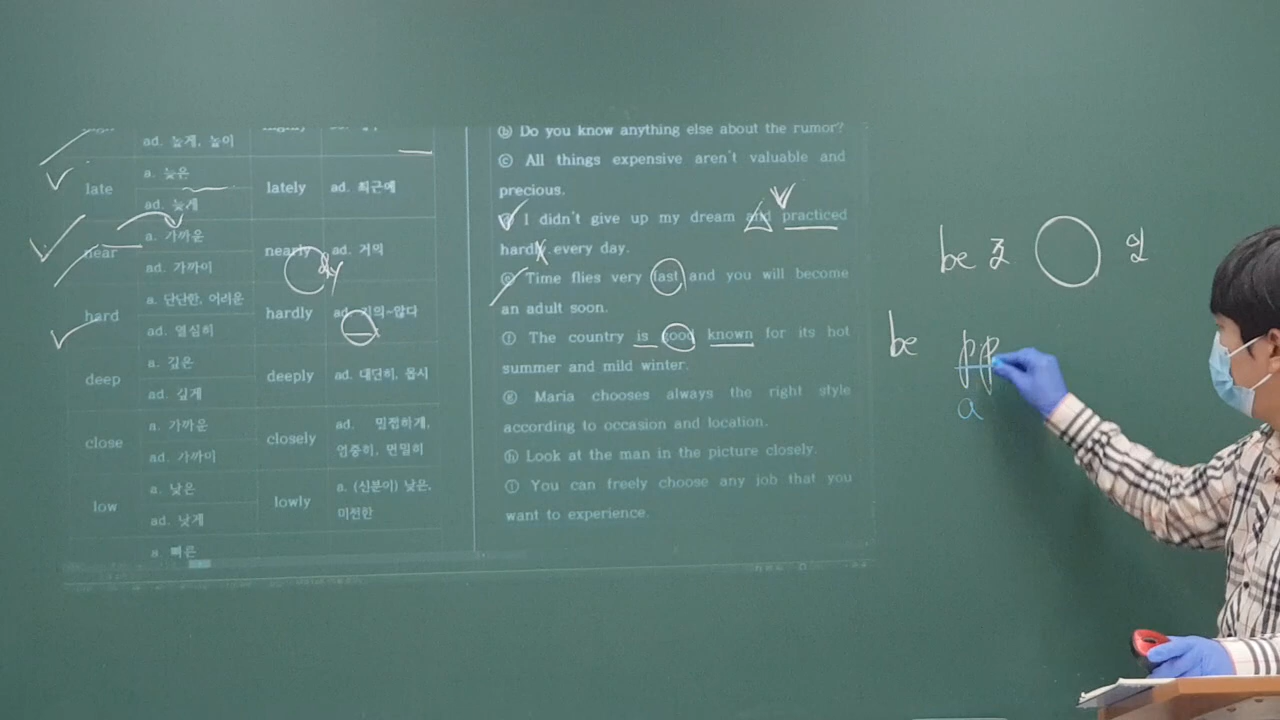 ad. 높게, 높이
late
a. 늦은
ad. 늦게
lately
ad. 최근에
near
a. 가까운
ad. 가까이
nearly
ad. 거의
hard
a. 단단한, 어려운
ad. 열심히
hardly
ad. 거의~않다
deep
a. 깊은
ad. 깊게
deeply
ad. 대단히, 몹시
close
a. 가까운
ad. 가까이
closely
ad. 밀접하게,
엄중히, 면밀히
low
a. 낮은
ad. 낮게
lowly
a. (신분이) 낮은,
미천한
a. 빠른
ⓑ Do you know anything else about the rumor?
ⓒ All things expensive aren't valuable and
precious.
I didn't give up my dream and practiced
hardly every day.
ⓔ Time flies very fast and you will become
an adult soon.
ⓕ The country is good known for its hot
summer and mild winter.
ⓖ Maria chooses always the right style
according to occasion and location.
ⓗ Look at the man in the picture closely.
ⓘ You can freely choose any job that you
want to experience.
be 조 일
be pp
a